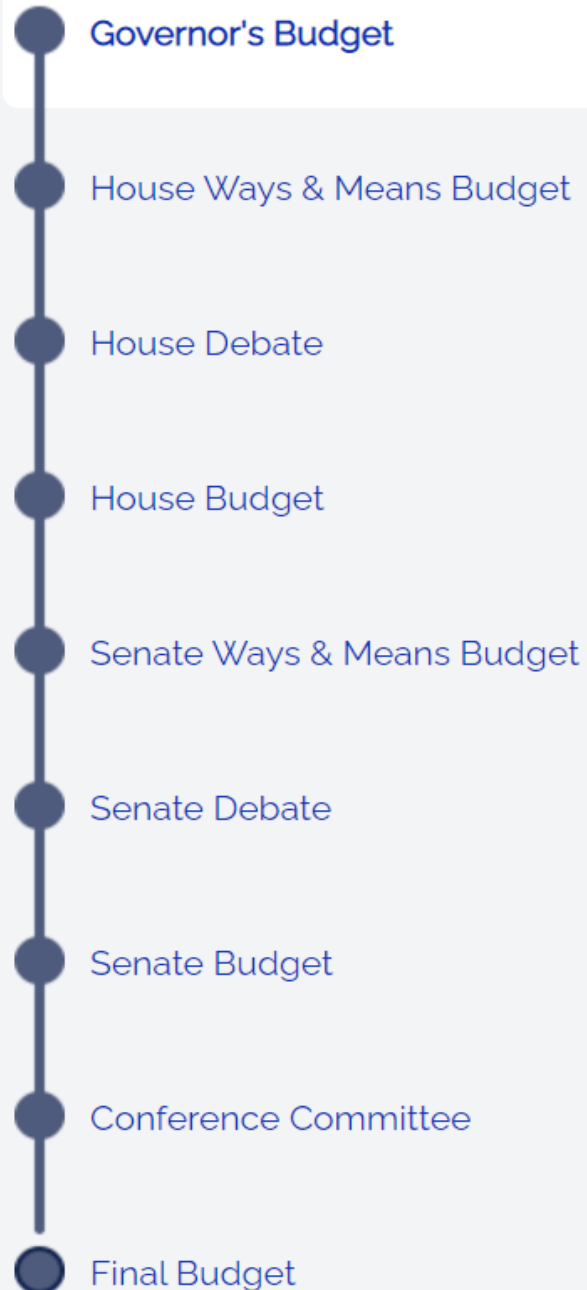 Governor's Budget
House Ways & Means Budget
House Debate
House Budget
Senate Ways & Means Budget
Senate Debate
Senate Budget
Conference Committee
Final Budget